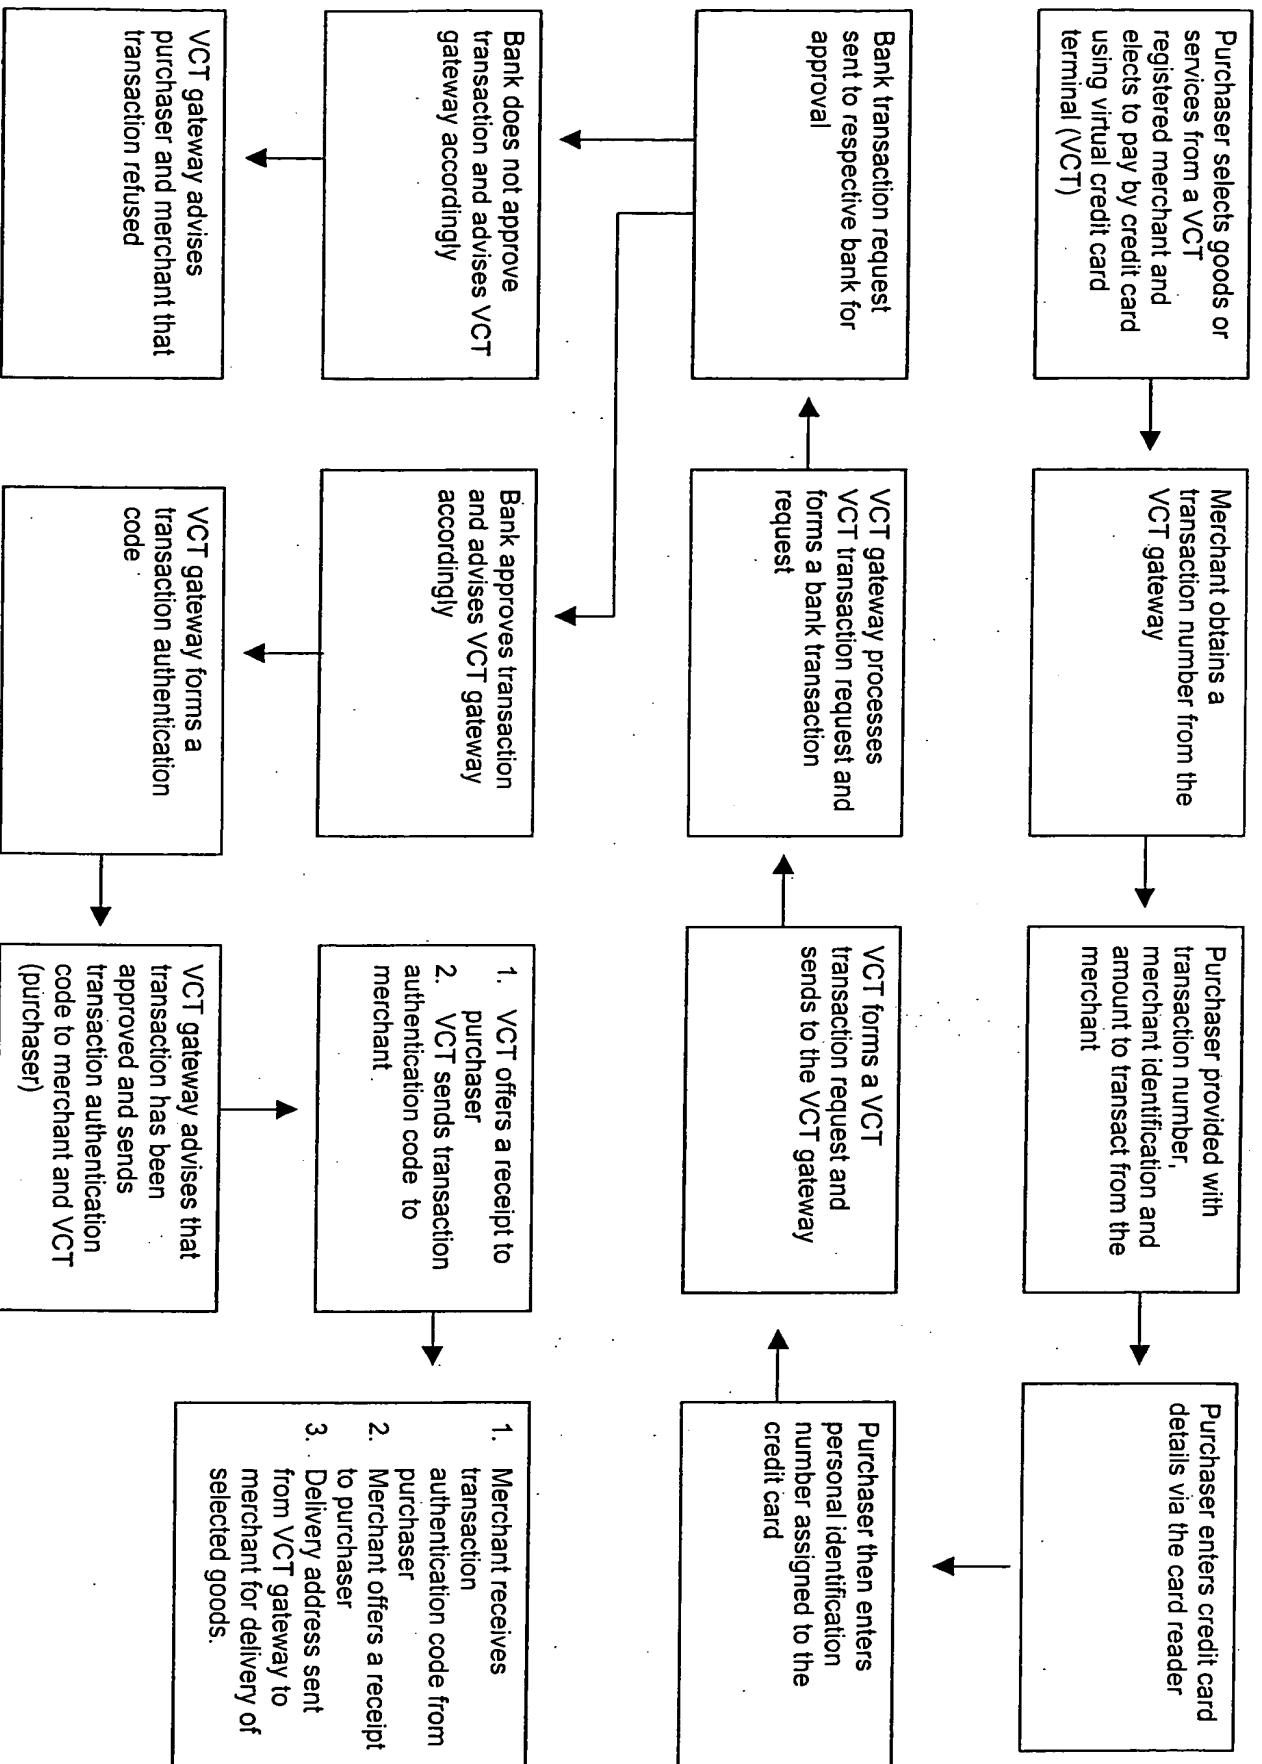 Purchaser selects goods or
services from a VCT
registered merchant and
elects to pay by credit card
using virtual credit card
terminal (VCT)
Merchant obtains a
transaction number from the
VCT gateway
Purchaser provided with
transaction number,
merchant identification and
amount to transact from the
merchant
Purchaser enters credit card
details via the card reader
Purchaser then enters
personal identification
number assigned to the
credit card
VCT forms a VCT
transaction request and
sends to the VCT gateway
VCT gateway processes
VCT transaction request and
forms a bank transaction
request
Bank transaction request
sent to respective bank for
approval
Bank does not approve
transaction and advises VCT
gateway accordingly
VCT gateway advises
purchaser and merchant that
transaction refused
Bank approves transaction
and advises VCT gateway
accordingly
VCT gateway forms a
transaction authentication
code
VCT gateway advises that
transaction has been
approved and sends
transaction authentication
code to merchant and VCT
(purchaser)
1. VCT offers a receipt to
purchaser
2. VCT sends transaction
authentication code to
merchant
1. Merchant receives
transaction
authentication code from
purchaser
2. Merchant offers a receipt
to purchaser
3. Delivery address sent
from VCT gateway to
merchant for delivery of
selected goods.